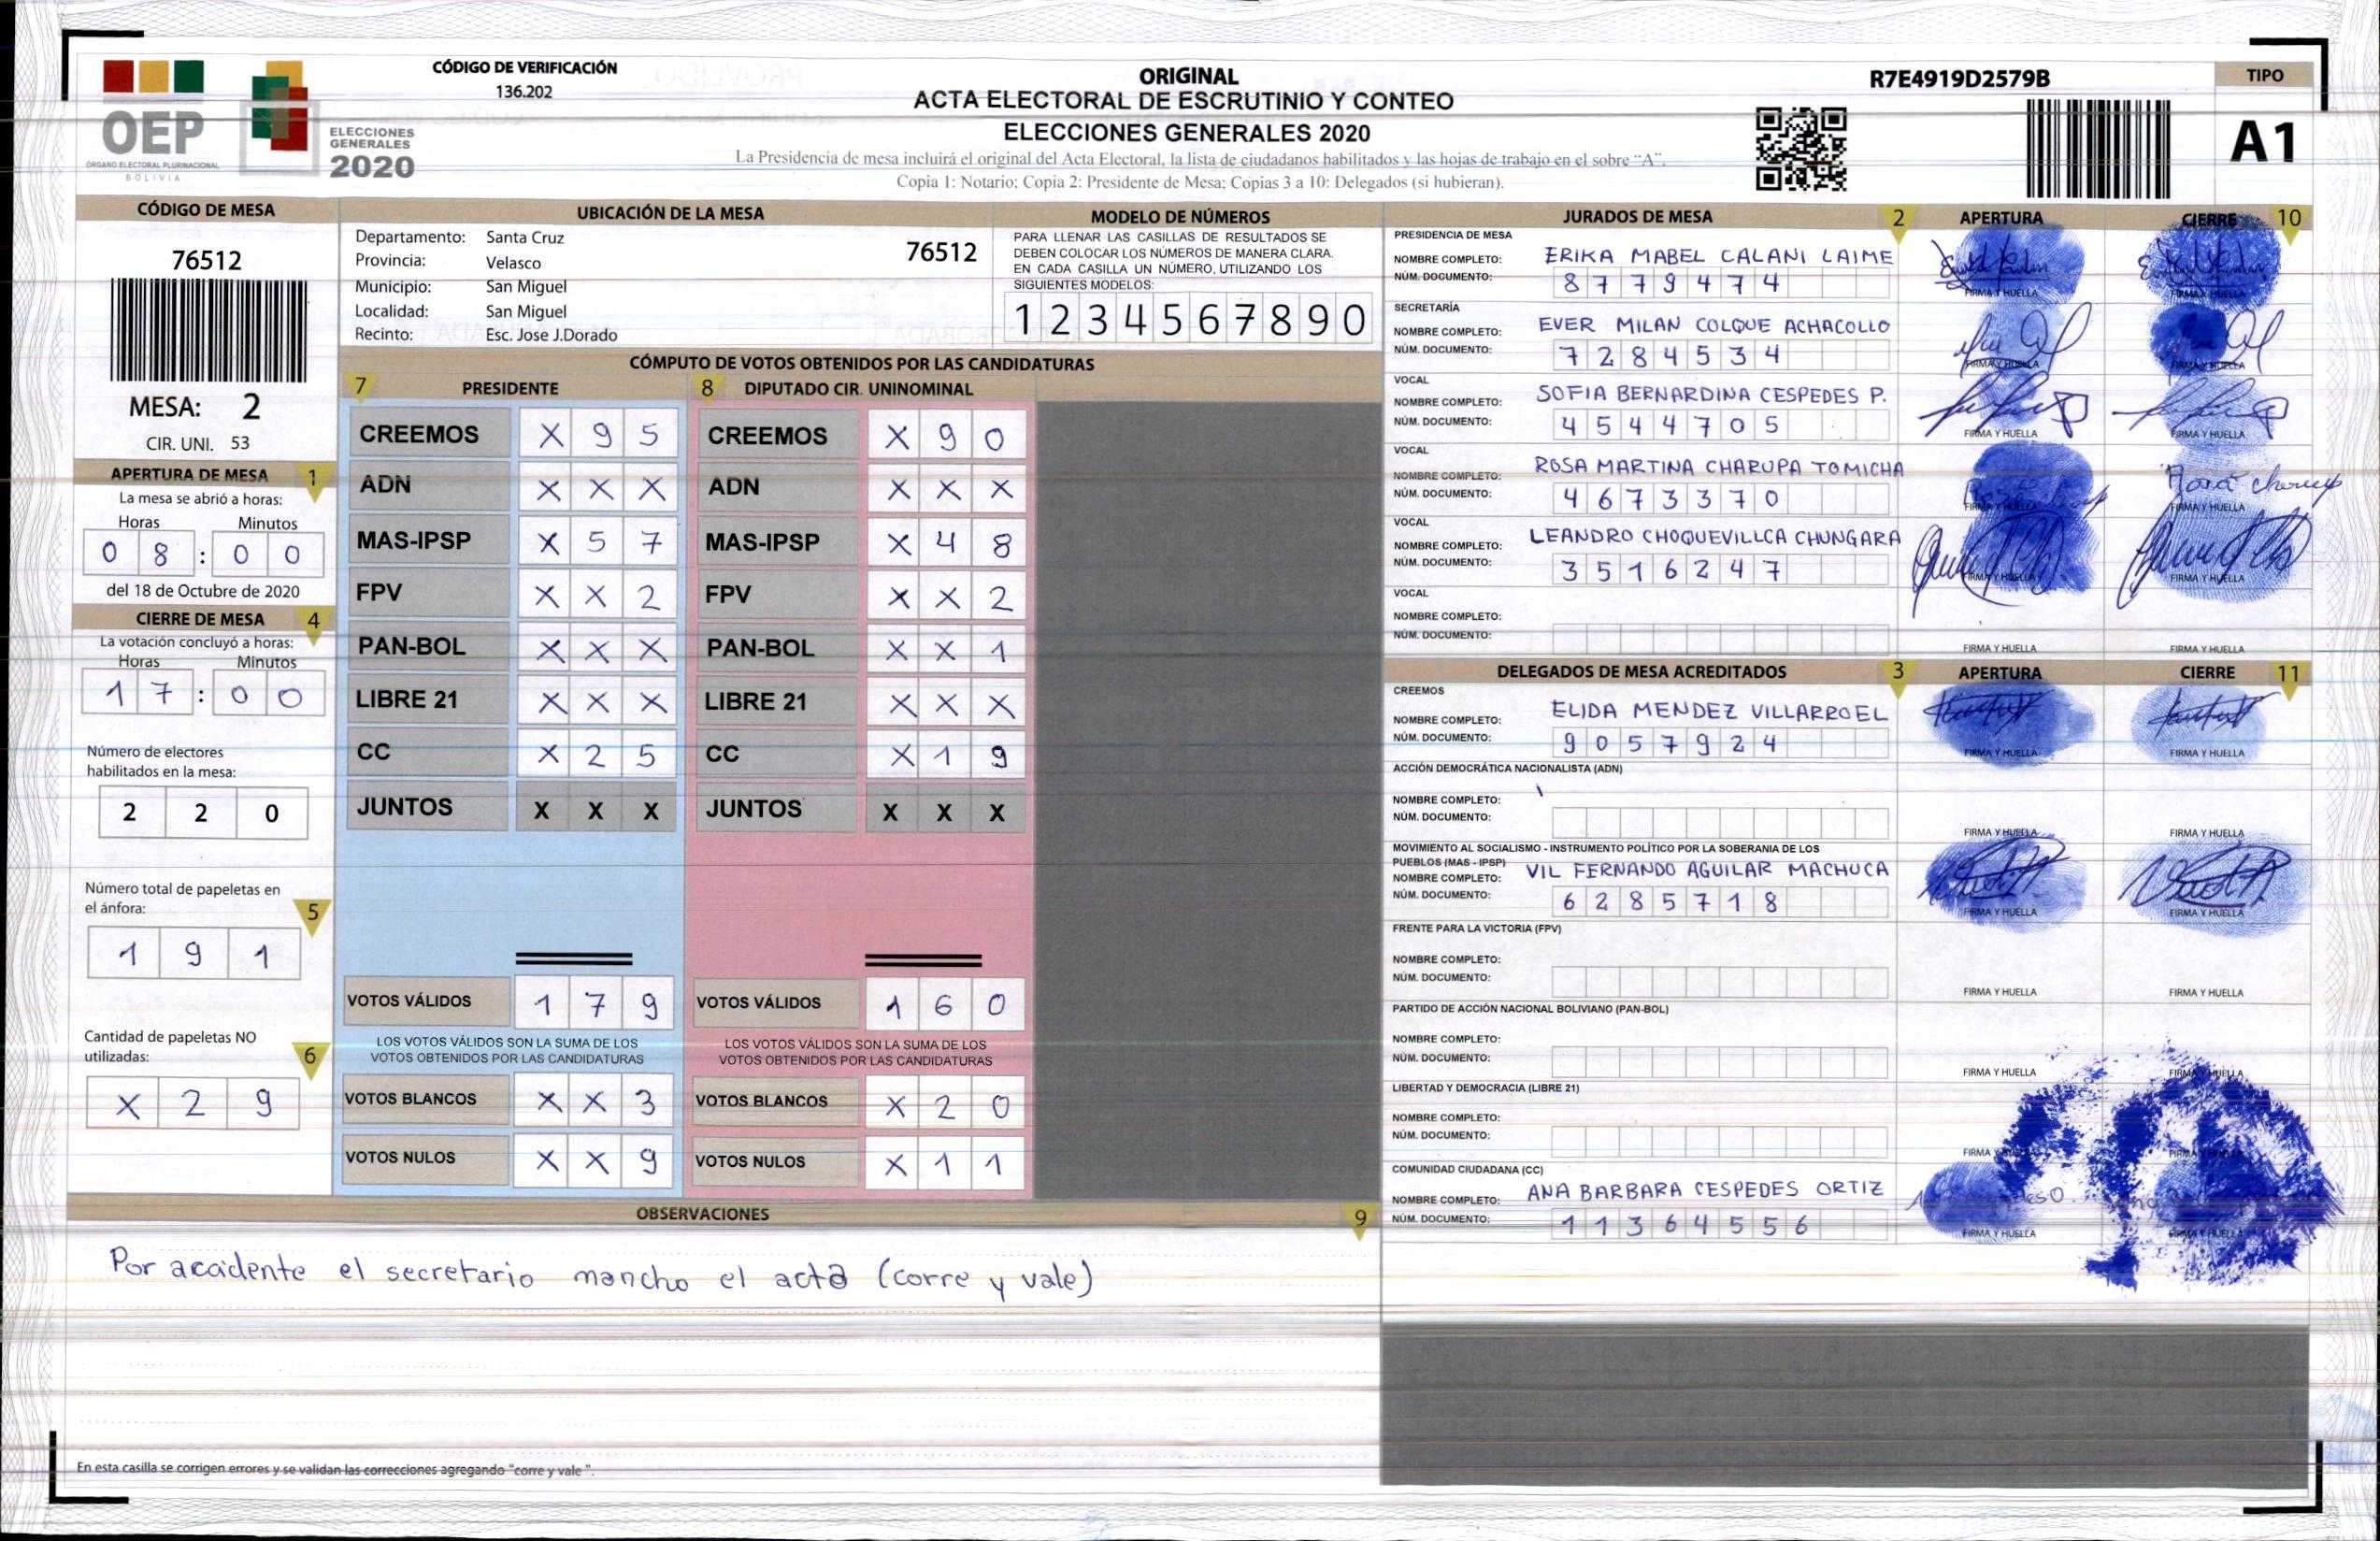 CÓDIGO DE VERIFICACIÓN
136.202
OEP
ÓRGANO ELECTORAL PLURINACIONAL
BOLIVIA
ELECCIONES
GENERALES
2020
ORIGINAL
ACTA ELECTORAL DE ESCRUTINIO Y CONTEO
ELECCIONES GENERALES 2020
La Presidencia de mesa incluirá el original del Acta Electoral, la lista de ciudadanos habilitados y las hojas de trabajo en el sobre "A".
Copia 1: Notario; Copia 2: Presidente de Mesa; Copias 3 a 10: Delegados (si hubieran).
R7E4919D2579B
TIPO
A1
CÓDIGO DE MESA
76512
MESA: 2
CIR. UNI. 53
APERTURA DE MESA 1
La mesa se abrió a horas:
Horas Minutos
0 8 : 0 0
del 18 de Octubre de 2020
CIERRE DE MESA 4
La votación concluyó a horas:
Horas Minutos
1 7 : 0 0
Número de electores
habilitados en la mesa:
2 2 0
Número total de papeletas en
el ánfora: 5
1 9 1
Cantidad de papeletas NO
utilizadas: 6
X 2 9
UBICACIÓN DE LA MESA
Departamento: Santa Cruz
Provincia: Velasco
Municipio: San Miguel
Localidad: San Miguel
Recinto: Esc. Jose J.Dorado
76512
MODELO DE NÚMEROS
PARA LLENAR LAS CASILLAS DE RESULTADOS SE
DEBEN COLOCAR LOS NÚMEROS DE MANERA CLARA.
EN CADA CASILLA UN NÚMERO, UTILIZANDO LOS
SIGUIENTES MODELOS:
1 2 3 4 5 6 7 8 9 0
CÓMPUTO DE VOTOS OBTENIDOS POR LAS CANDIDATURAS
7 PRESIDENTE
CREEMOS X 9 5
ADN X X X
MAS-IPSP X 5 7
FPV X X 2
PAN-BOL X X X
LIBRE 21 X X X
CC X 2 5
JUNTOS X X X
VOTOS VÁLIDOS 1 7 9
LOS VOTOS VÁLIDOS SON LA SUMA DE LOS
VOTOS OBTENIDOS POR LAS CANDIDATURAS
VOTOS BLANCOS X X 3
VOTOS NULOS X X 9
8 DIPUTADO CIR. UNINOMINAL
CREEMOS X 9 0
ADN X X X
MAS-IPSP X 4 8
FPV X X 2
PAN-BOL X X 1
LIBRE 21 X X X
CC X 1 9
JUNTOS X X X
VOTOS VÁLIDOS 1 6 0
LOS VOTOS VÁLIDOS SON LA SUMA DE LOS
VOTOS OBTENIDOS POR LAS CANDIDATURAS
VOTOS BLANCOS X 2 0
VOTOS NULOS X 1 1
OBSERVACIONES 9
Por accidente el secretario mancho el acta (corre y vale)
En esta casilla se corrigen errores y se validan las correcciones agregando "corre y vale ".
JURADOS DE MESA 2 APERTURA CIERRE 10
PRESIDENCIA DE MESA
NOMBRE COMPLETO: ERIKA MABEL CALANI LAIME
NÚM. DOCUMENTO: 8 7 7 9 4 7 4
FIRMA Y HUELLA FIRMA Y HUELLA
SECRETARÍA
NOMBRE COMPLETO: EVER MILAN COLQUE ACHACOLLO
NÚM. DOCUMENTO: 7 2 8 4 5 3 4
FIRMA Y HUELLA FIRMA Y HUELLA
VOCAL
NOMBRE COMPLETO: SOFIA BERNARDINA CESPEDES P.
NÚM. DOCUMENTO: 4 5 4 4 7 0 5
FIRMA Y HUELLA FIRMA Y HUELLA
VOCAL
NOMBRE COMPLETO: ROSA MARTINA CHARUPA TOMICHA
NÚM. DOCUMENTO: 4 6 7 3 3 7 0
FIRMA Y HUELLA FIRMA Y HUELLA
VOCAL
NOMBRE COMPLETO: LEANDRO CHOQUEVILLCA CHUNGARA
NÚM. DOCUMENTO: 3 5 1 6 2 4 7
FIRMA Y HUELLA FIRMA Y HUELLA
VOCAL
NOMBRE COMPLETO:
NÚM. DOCUMENTO:
FIRMA Y HUELLA FIRMA Y HUELLA
DELEGADOS DE MESA ACREDITADOS 3 APERTURA CIERRE 11
CREEMOS
NOMBRE COMPLETO: ELIDA MENDEZ VILLARROEL
NÚM. DOCUMENTO: 9 0 5 7 9 2 4
FIRMA Y HUELLA FIRMA Y HUELLA
ACCIÓN DEMOCRÁTICA NACIONALISTA (ADN)
NOMBRE COMPLETO:
NÚM. DOCUMENTO:
FIRMA Y HUELLA FIRMA Y HUELLA
MOVIMIENTO AL SOCIALISMO - INSTRUMENTO POLÍTICO POR LA SOBERANIA DE LOS
PUEBLOS (MAS - IPSP)
NOMBRE COMPLETO: VIL FERNANDO AGUILAR MACHUCA
NÚM. DOCUMENTO: 6 2 8 5 7 1 8
FIRMA Y HUELLA FIRMA Y HUELLA
FRENTE PARA LA VICTORIA (FPV)
NOMBRE COMPLETO:
NÚM. DOCUMENTO:
FIRMA Y HUELLA FIRMA Y HUELLA
PARTIDO DE ACCIÓN NACIONAL BOLIVIANO (PAN-BOL)
NOMBRE COMPLETO:
NÚM. DOCUMENTO:
FIRMA Y HUELLA FIRMA Y HUELLA
LIBERTAD Y DEMOCRACIA (LIBRE 21)
NOMBRE COMPLETO:
NÚM. DOCUMENTO:
FIRMA Y HUELLA FIRMA Y HUELLA
COMUNIDAD CIUDADANA (CC)
NOMBRE COMPLETO: ANA BARBARA CESPEDES ORTIZ
NÚM. DOCUMENTO: 1 1 3 6 4 5 5 6
FIRMA Y HUELLA FIRMA Y HUELLA